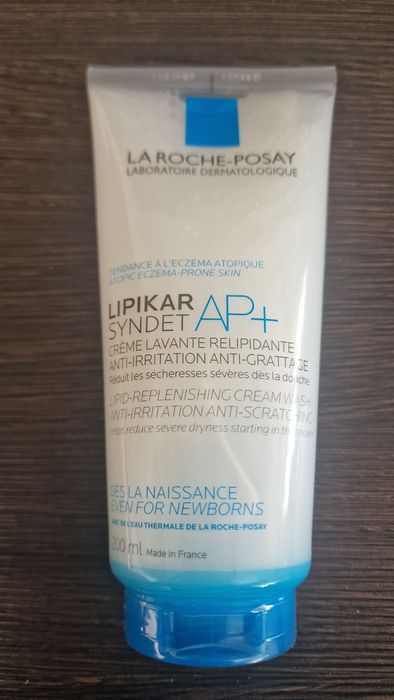 LA ROCHE-POSAY
LABORATOIRE DERMATOLOGIQUE
TENDANCE À L'ECZÉMA ATOPIQUE
ATOPIC ECZEMA-PRONE SKIN
LIPIKAR
SYNDET AP+
CRÈME LAVANTE RELIPIDANTE
ANTI-IRRITATION ANTI-GRATTAGE
Réduit les sécheresses sévères dès la douche
LIPID-REPLENISHING CREAM WASH
ANTI-IRRITATION ANTI-SCRATCHING
Helps reduce severe dryness starting in the
DÈS LA NAISSANCE
EVEN FOR NEWBORNS
AVEC DE L'EAU THERMALE DE LA ROCHE-POSAY
200 ml Made in France